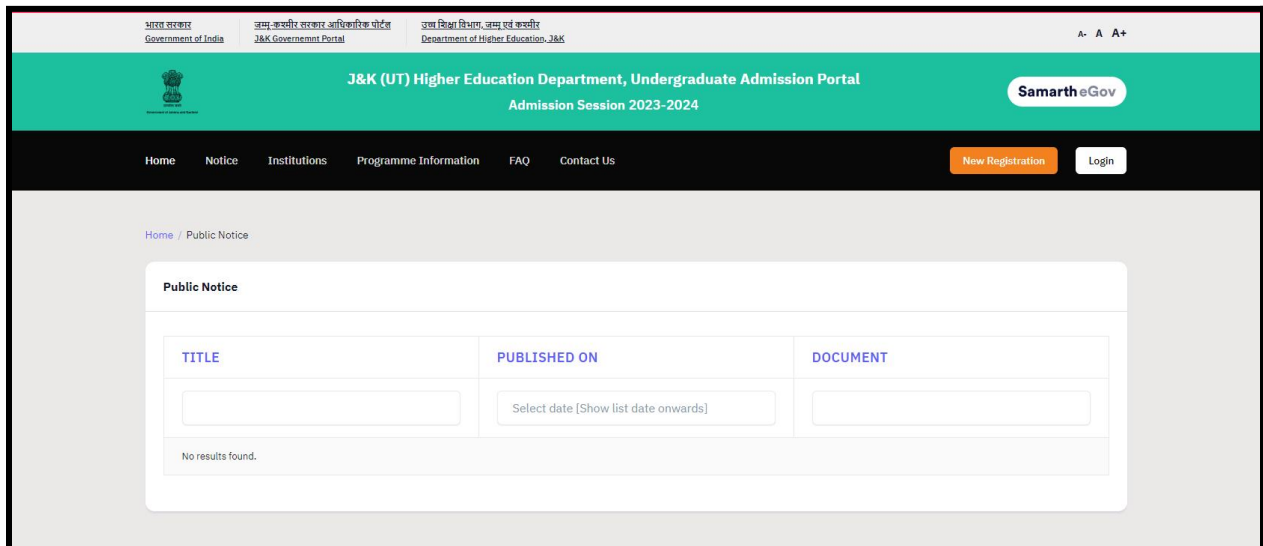 भारत सरकार
Government of India
जम्मू-कश्मीर सरकार आधिकारिक पोर्टल
J&K Governemnt Portal
उच्च शिक्षा विभाग, जम्मू एवं कश्मीर
Department of Higher Education, J&K
A- A A+
J&K (UT) Higher Education Department, Undergraduate Admission Portal
Admission Session 2023-2024
Samarth eGov
Home Notice Institutions Programme Information FAQ Contact Us New Registration Login
Home / Public Notice
Public Notice
TITLE PUBLISHED ON DOCUMENT
Select date [Show list date onwards]
No results found.